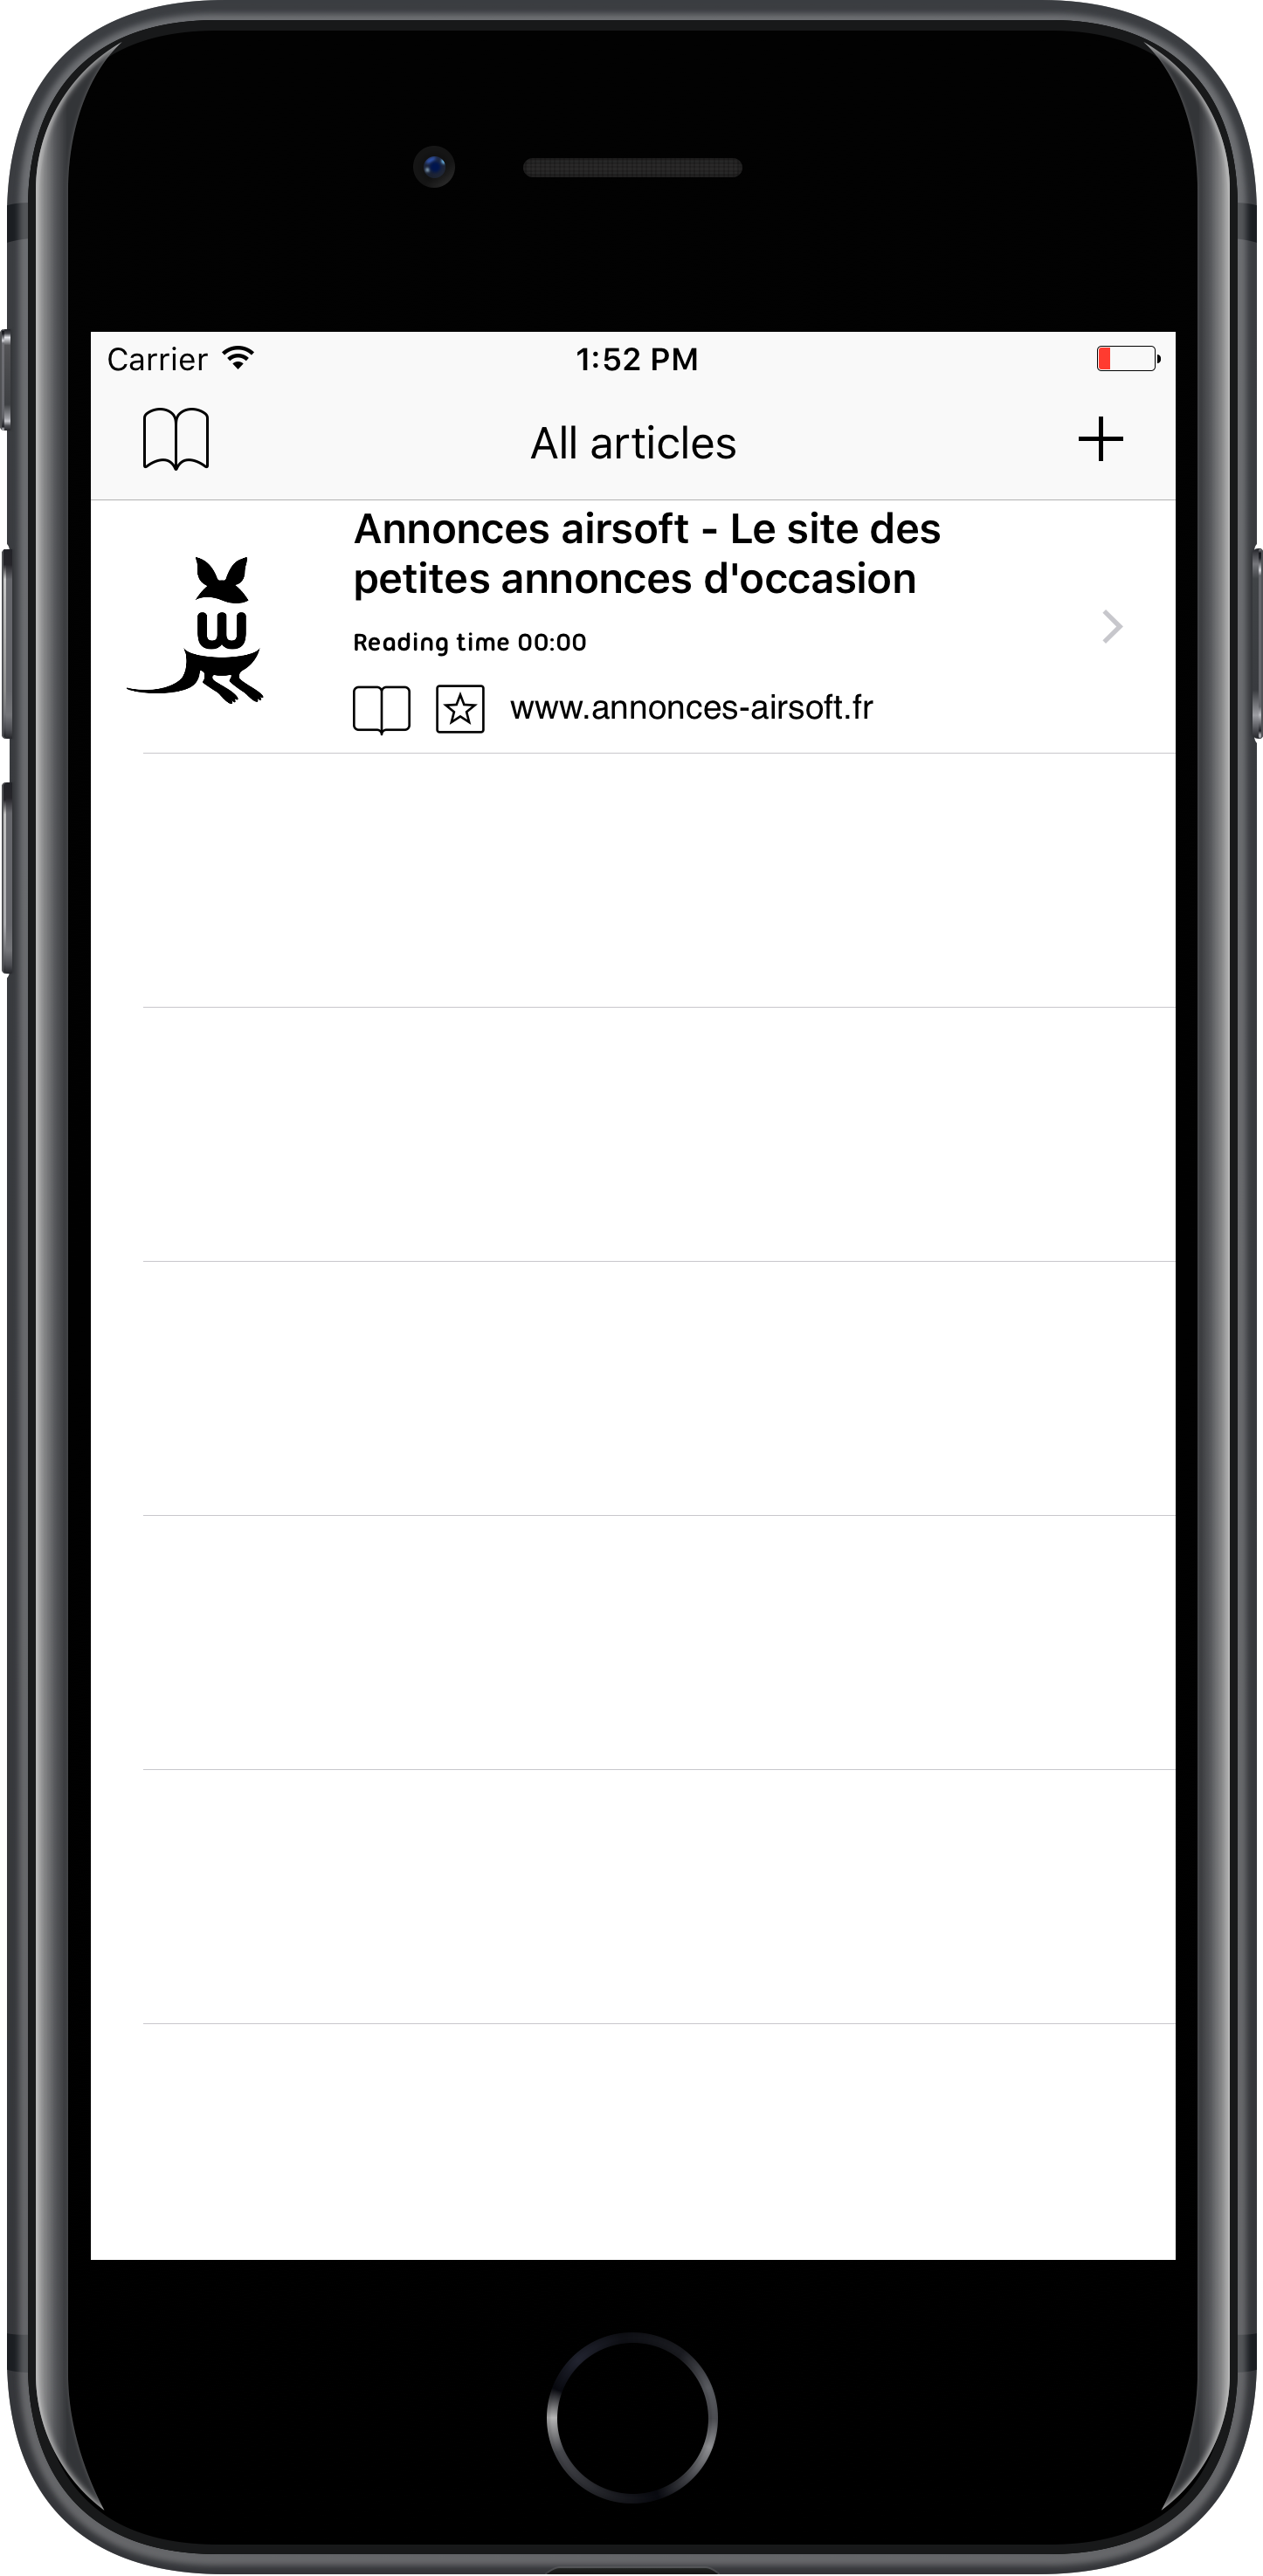 Carrier
1:52 PM
All articles
Annonces airsoft - Le site des
petites annonces d'occasion
Reading time 00:00
www.annonces-airsoft.fr
W